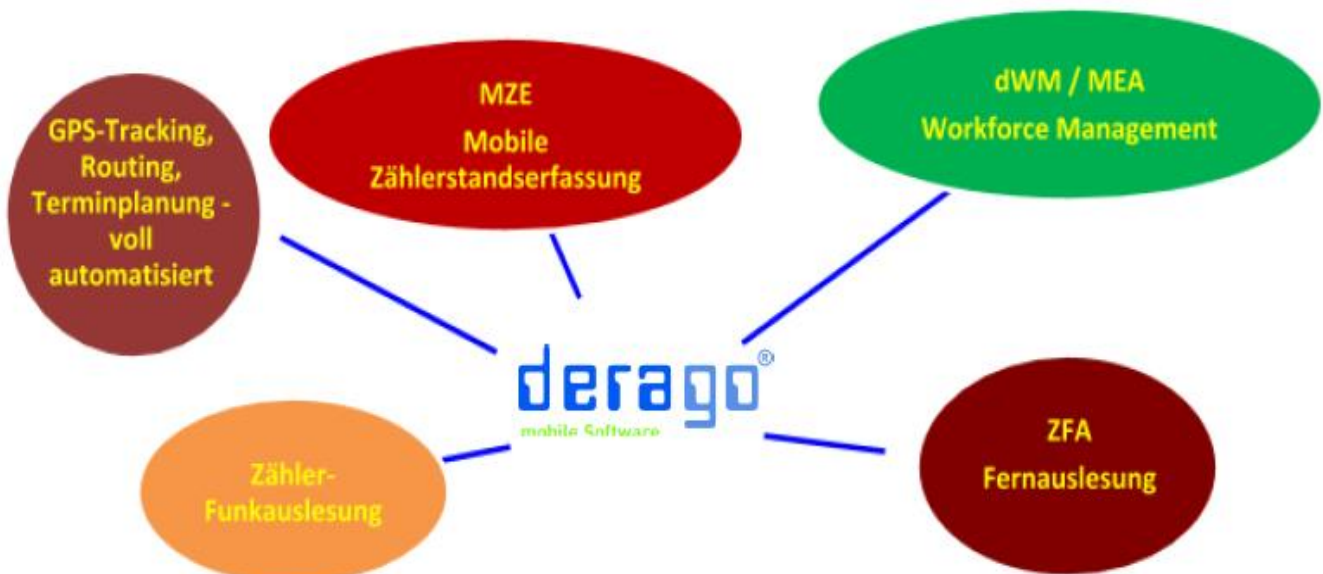 GPS-Tracking,
Routing,
Terminplanung -
voll
automatisiert
MZE
Mobile
Zählerstandserfassung
dWM / MEA
Workforce Management
derago®
mobile Software
Zähler-
Funkauslesung
ZFA
Fernauslesung